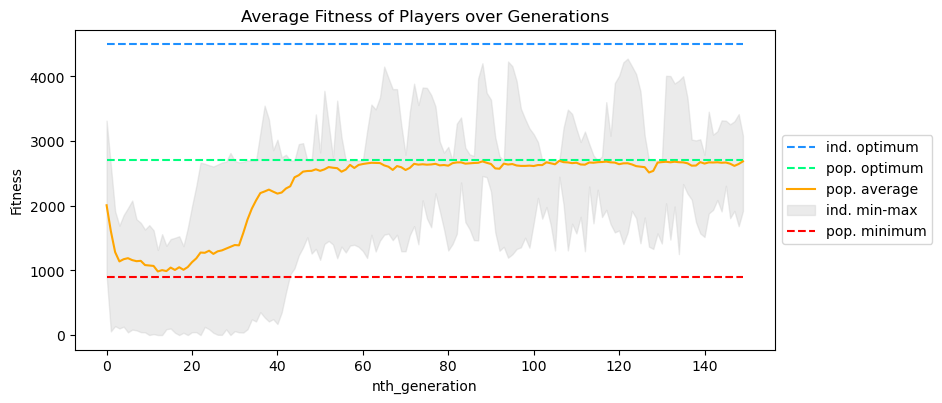 Average Fitness of Players over Generations
Fitness
4000
3000
2000
1000
0
0 20 40 60 80 100 120 140
nth_generation
ind. optimum
pop. optimum
pop. average
ind. min-max
pop. minimum